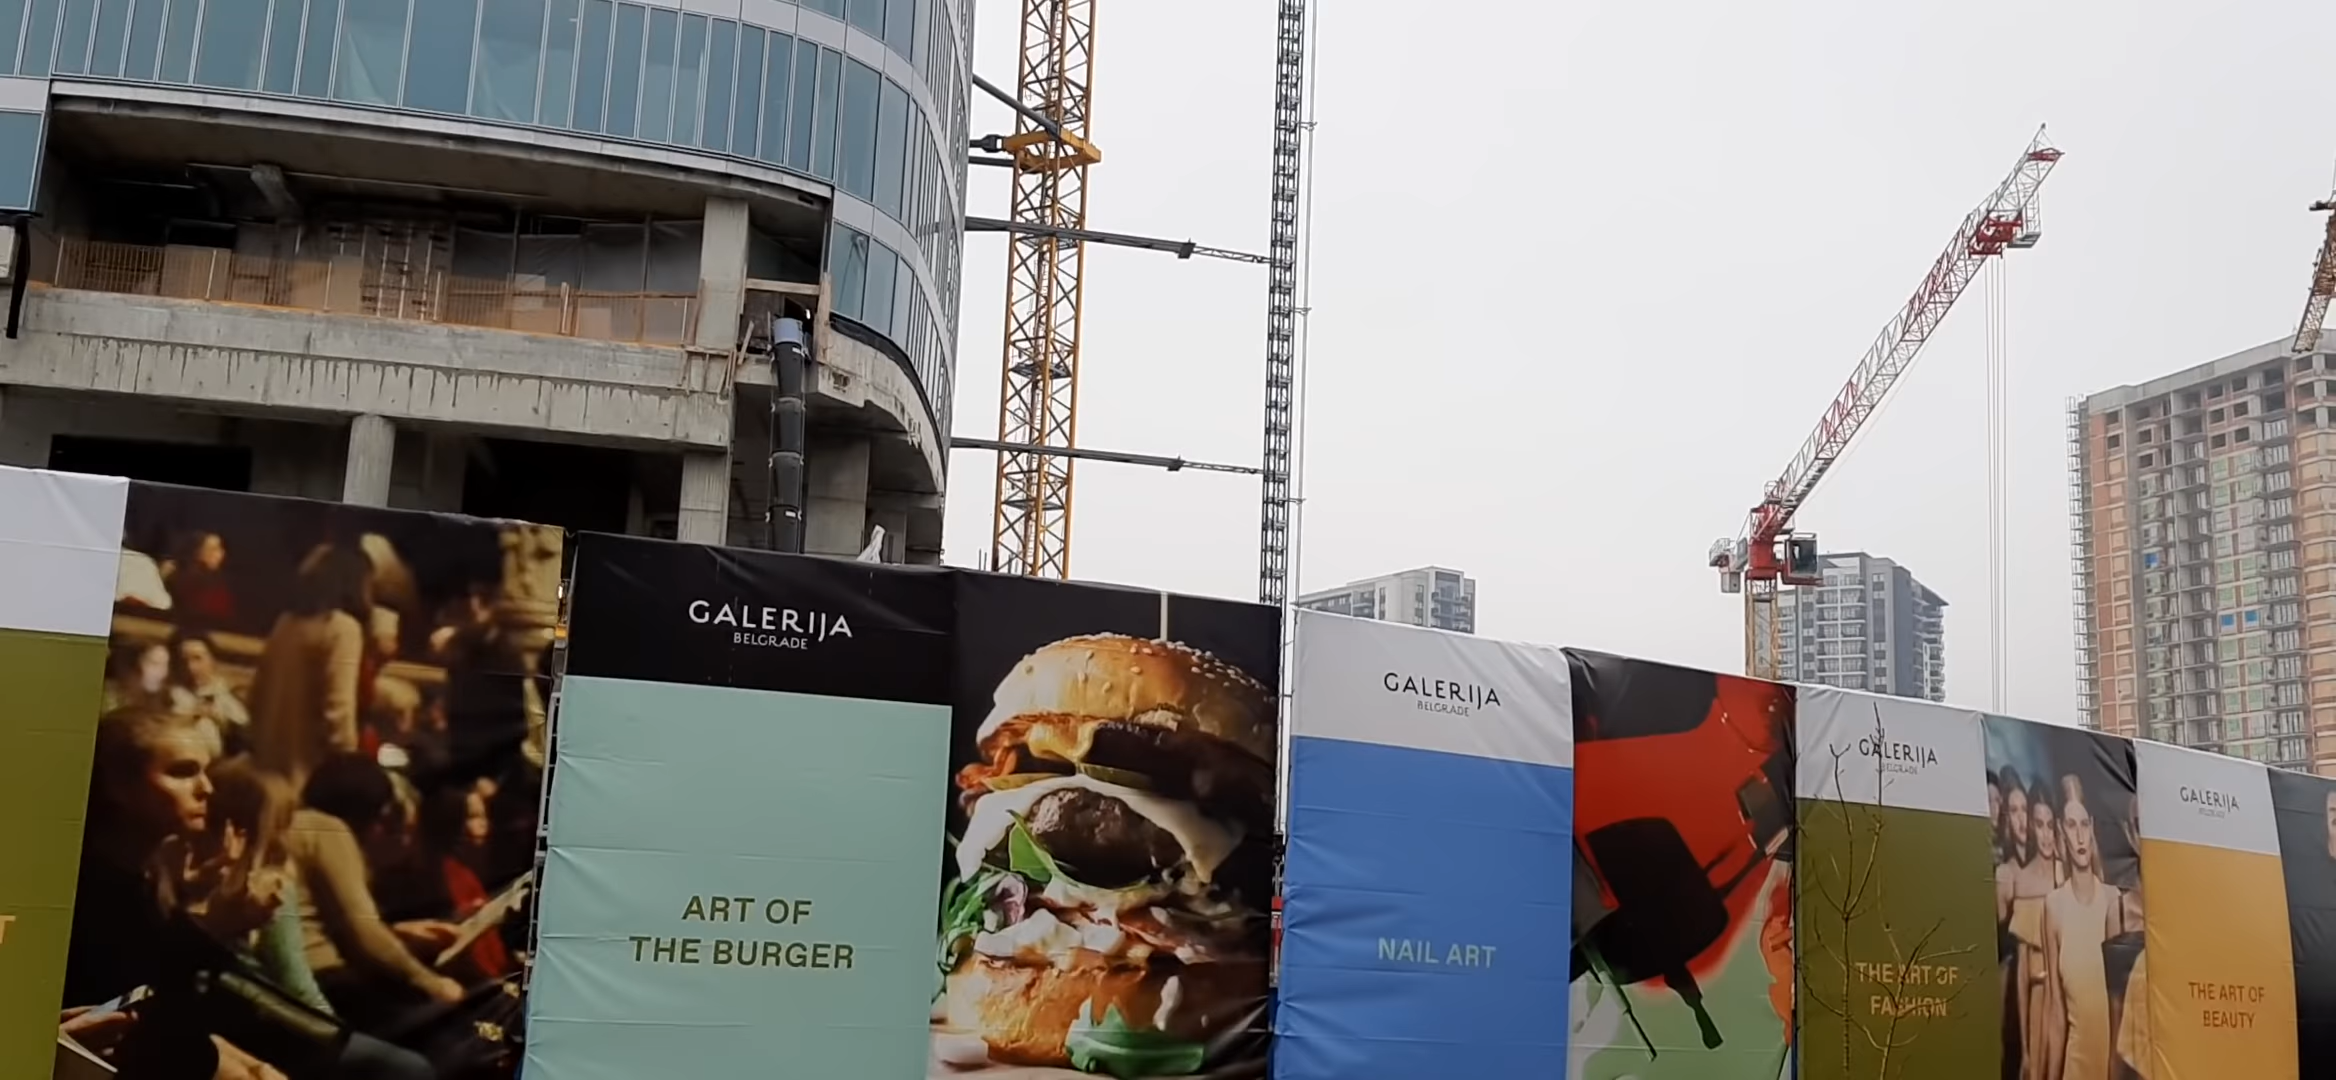 GALERIJA
BELGRADE
ART OF
THE BURGER
GALERIJA
BELGRADE
NAIL ART
GALERIJA
BELGRADE
THE ART OF
FASHION
GALERIJA
BELGRADE
THE ART OF
BEAUTY